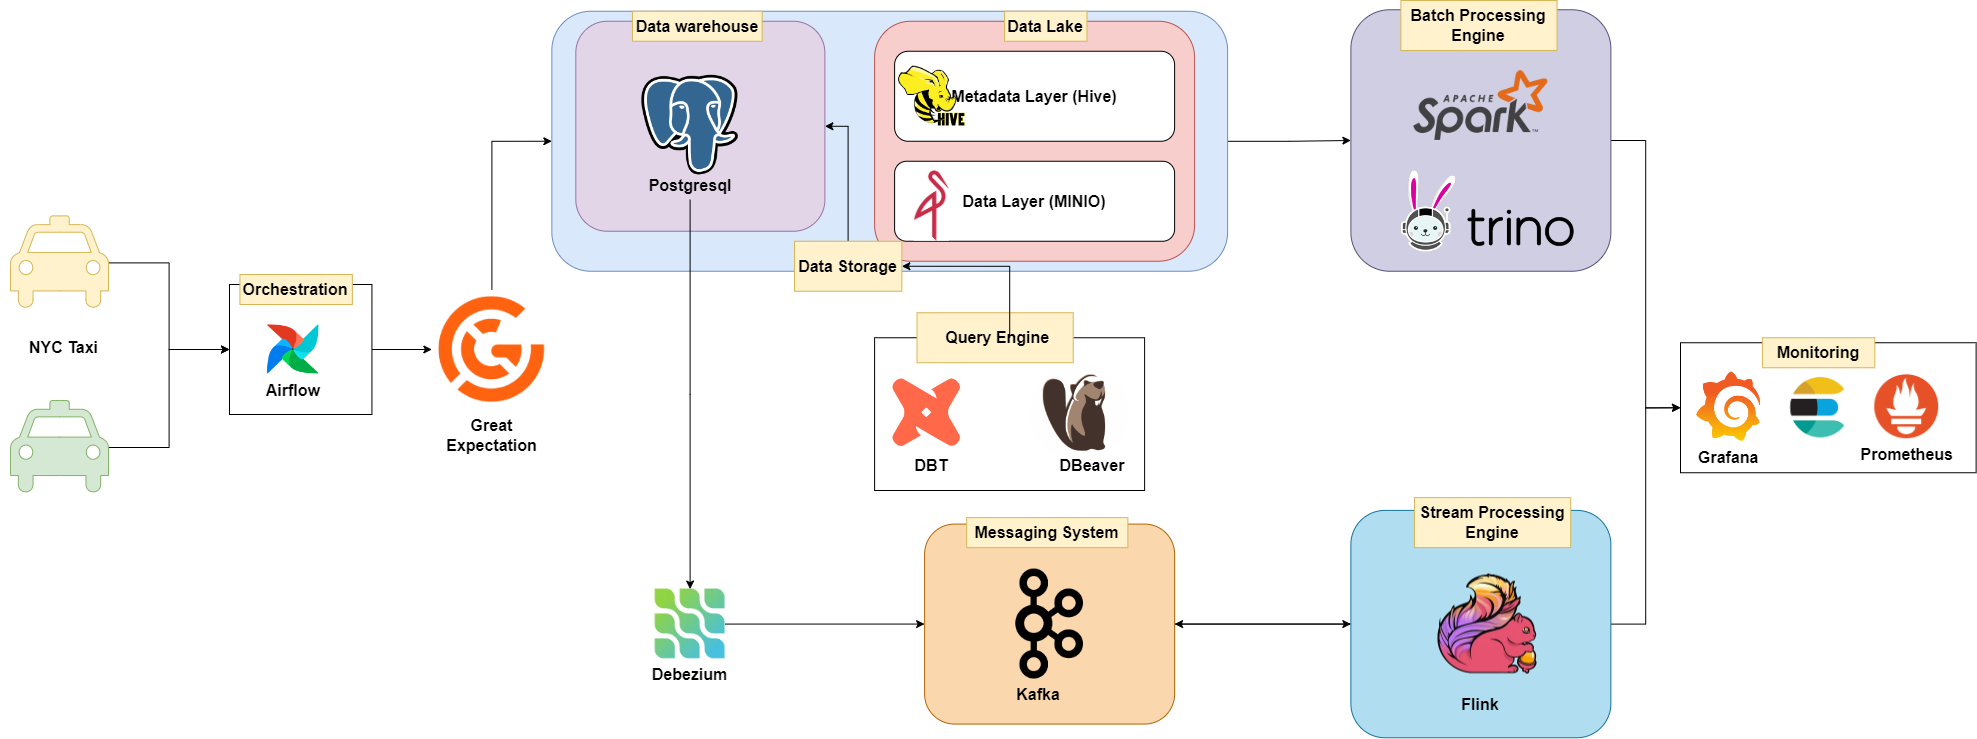 Data warehouse
Postgresql
Data Lake
HIVE
Metadata Layer (Hive)
Data Layer (MINIO)
Data Storage
Batch Processing
Engine
APACHE
Spark
TM
trino
NYC Taxi
Orchestration
Airflow
Great
Expectation
Query Engine
DBT
DBeaver
Monitoring
Grafana
Prometheus
Debezium
Messaging System
Kafka
Stream Processing
Engine
Flink